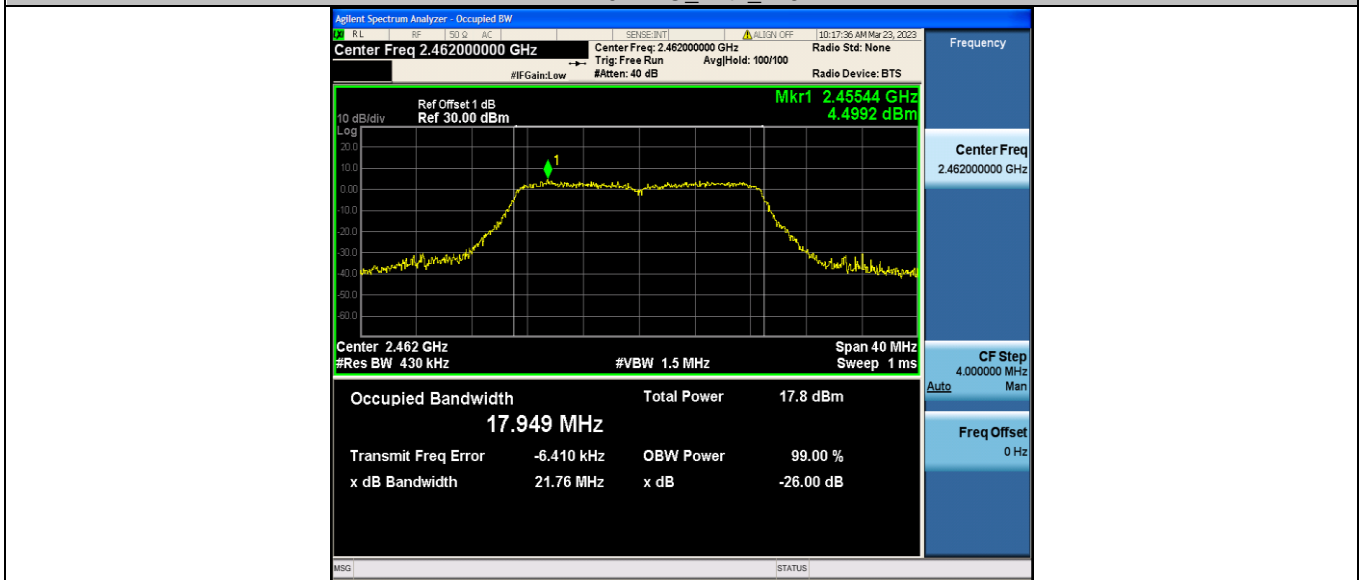 Agilent Spectrum Analyzer - Occupied BW
RL RF 50 Ω AC SENSE:INT ALIGN OFF 10:17:36 AM Mar 23, 2023
Center Freq 2.462000000 GHz
Center Freq: 2.462000000 GHz
Radio Std: None
Trig: Free Run Avg|Hold: 100/100
#IFGain:Low
#Atten: 40 dB
Radio Device: BTS
Mkr1 2.45544 GHz
4.4992 dBm
Ref Offset 1 dB
10 dB/div Ref 30.00 dBm
Log
20.0
10.0
0.00
-10.0
-20.0
-30.0
-40.0
-50.0
-60.0
1
Center 2.462 GHz
Span 40 MHz
#Res BW 430 kHz
#VBW 1.5 MHz
Sweep 1 ms
Occupied Bandwidth
17.949 MHz
Total Power 17.8 dBm
Transmit Freq Error -6.410 kHz OBW Power 99.00 %
x dB Bandwidth 21.76 MHz x dB -26.00 dB
Frequency
Center Freq
2.462000000 GHz
CF Step
4.000000 MHz
Auto Man
Freq Offset
0 Hz
MSG STATUS